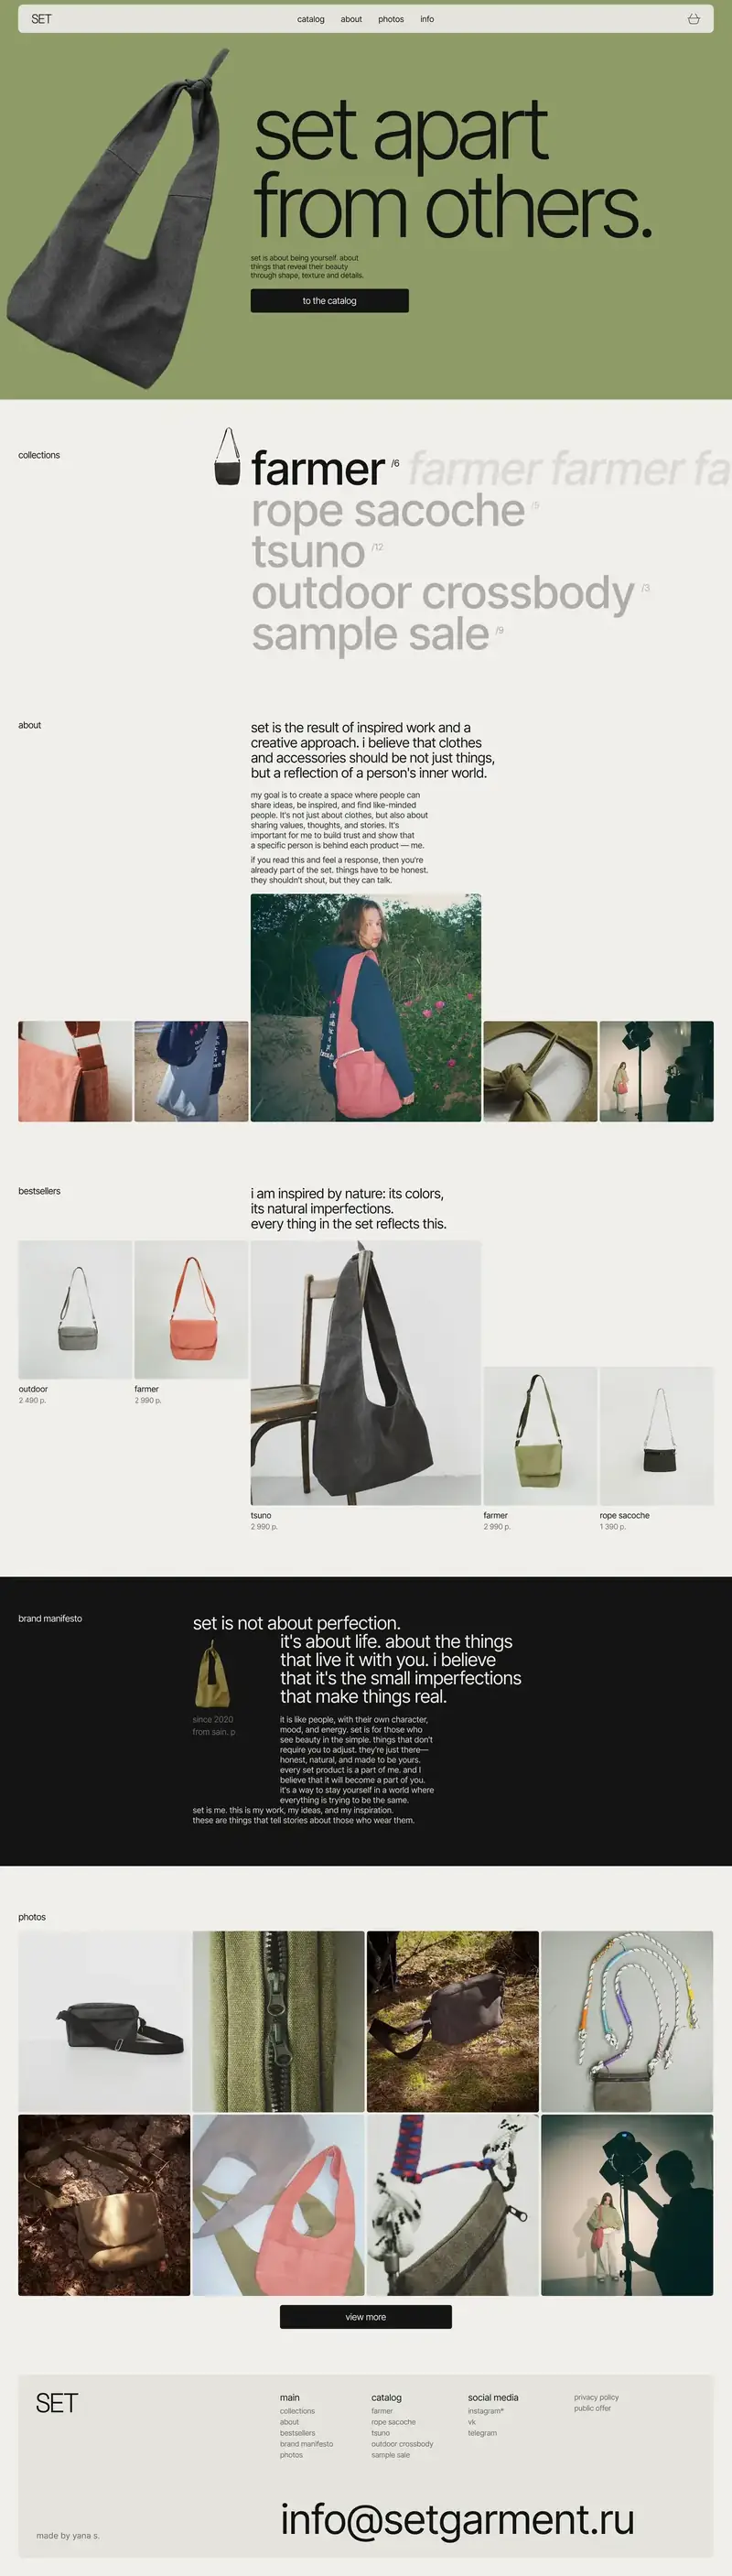 SET
catalog about photos info
set apart
from others.
set is about being yourself. about
things that reveal their beauty
through shape, texture and details.
to the catalog
collections
farmer /6 farmer farmer fa
rope sacoche /9
tsuno /12
outdoor crossbody /3
sample sale /9
about
set is the result of inspired work and a
creative approach. i believe that clothes
and accessories should be not just things,
but a reflection of a person's inner world.
my goal is to create a space where people can
share ideas, be inspired, and find like-minded
people. It's not just about clothes, but also about
sharing values, thoughts, and stories. It's
important for me to build trust and show that
a specific person is behind each product — me.
if you read this and feel a response, then you're
already part of the set. things have to be honest.
they shouldn't shout, but they can talk.
bestsellers
i am inspired by nature: its colors,
its natural imperfections.
every thing in the set reflects this.
outdoor
2 490 p.
farmer
2 990 p.
tsuno
2 990 p.
farmer
2 990 p.
rope sacoche
1 390 p.
brand manifesto
set is not about perfection.
it's about life. about the things
that live it with you. i believe
that it's the small imperfections
that make things real.
since 2020
from sain..p
it is like people, with their own character,
mood, and energy. set is for those who
see beauty in the simple. things that don't
require you to adjust. they're just there—
honest, natural, and made to be yours.
every set product is a part of me. and I
believe that it will become a part of you.
it's a way to stay yourself in a world where
everything is trying to be the same.
set is me. this is my work, my ideas, and my inspiration.
these are things that tell stories about those who wear them.
photos
view more
SET
main
collections
about
bestsellers
brand manifesto
photos
catalog
farmer
rope sacoche
tsuno
outdoor crossbody
sample sale
social media
instagram*
vk
telegram
privacy policy
public offer
info@setgarment.ru
made by yana s.